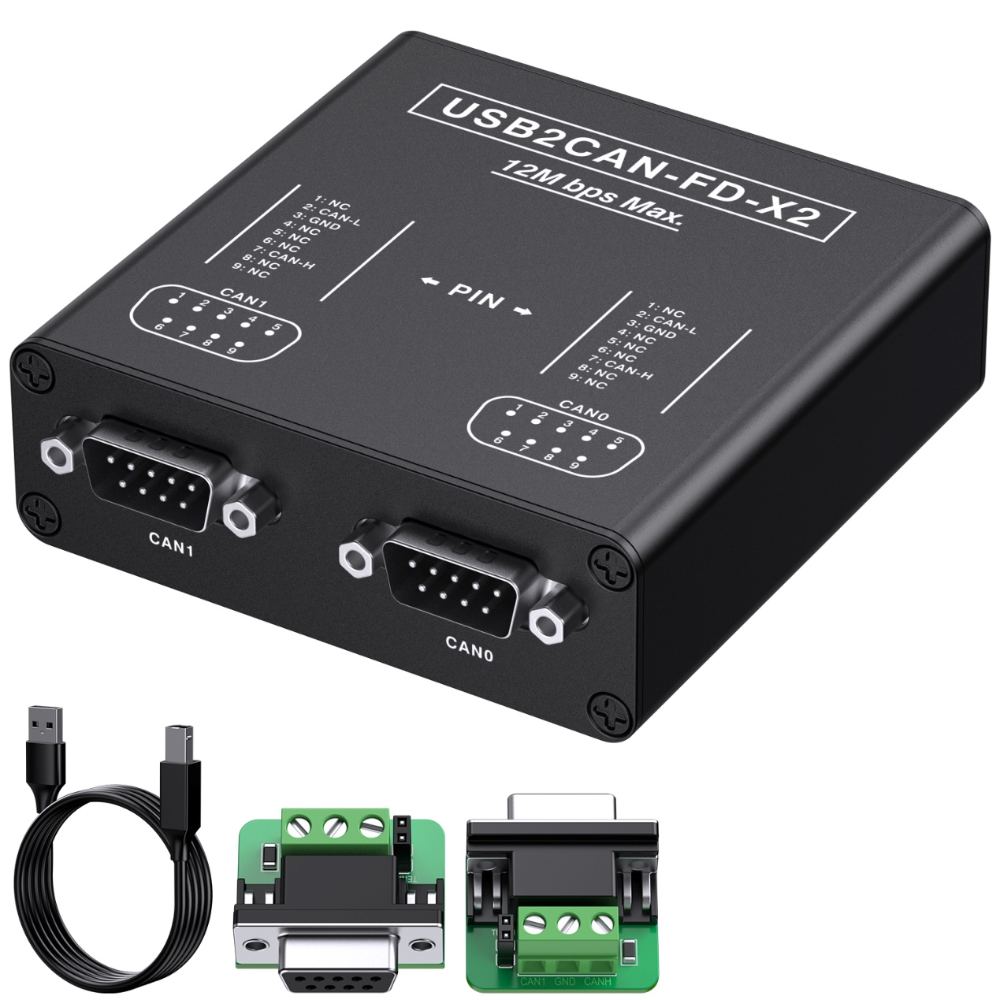 USB2CAN-FD-X2
12M bps Max.
1: NC
2: CAN-L
3: GND
4: NC
5: NC
6: NC
7: CAN-H
8: NC
9: NC
CAN1
1 2 3 4 5
6 7 8 9
← PIN →
1: NC
2: CAN-L
3: GND
4: NC
5: NC
6: NC
7: CAN-H
8: NC
9: NC
CAN0
1 2 3 4 5
6 7 8 9
CAN1
CAN0
CAN1 GND CANH